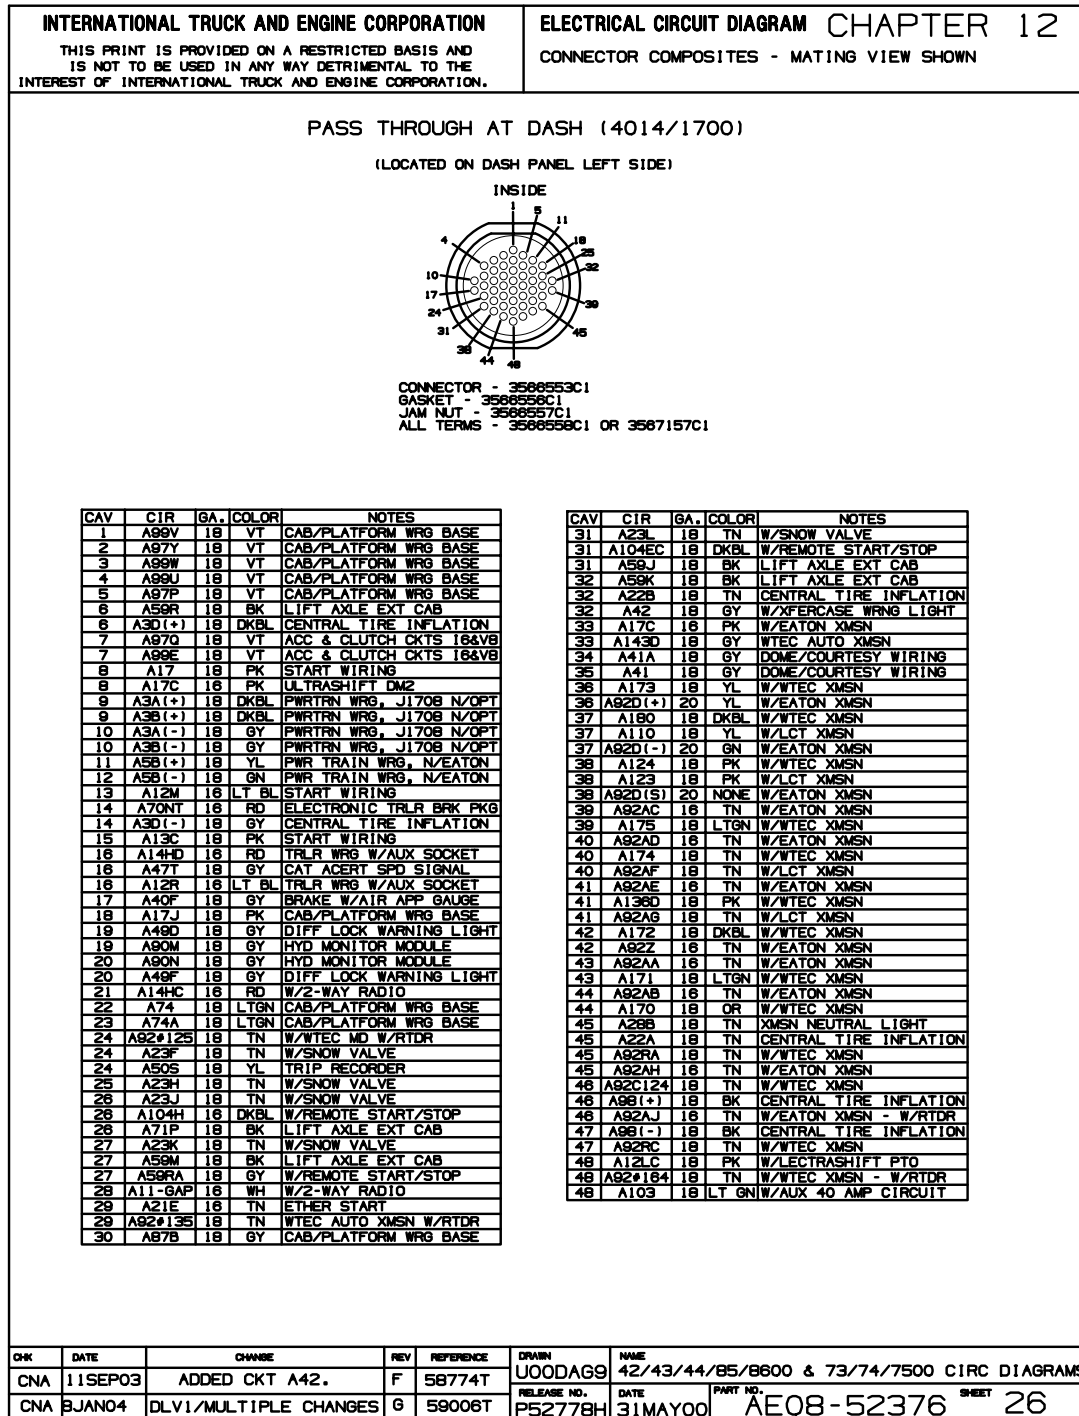 INTERNATIONAL TRUCK AND ENGINE CORPORATION
THIS PRINT IS PROVIDED ON A RESTRICTED BASIS AND
IS NOT TO BE USED IN ANY WAY DETRIMENTAL TO THE
INTEREST OF INTERNATIONAL TRUCK AND ENGINE CORPORATION.
ELECTRICAL CIRCUIT DIAGRAM CHAPTER 12
CONNECTOR COMPOSITES - MATING VIEW SHOWN
PASS THROUGH AT DASH (4014/1700)
(LOCATED ON DASH PANEL LEFT SIDE)
INSIDE
1
5
11
4
18
25
10
32
17
39
24
31
45
38
44
48
CONNECTOR - 3566553C1
GASKET - 3566556C1
JAM NUT - 3566557C1
ALL TERMS - 3566558C1 OR 3567157C1
CAV CIR GA. COLOR NOTES
1 A99V 18 VT CAB/PLATFORM WRG BASE
2 A97Y 18 VT CAB/PLATFORM WRG BASE
3 A99W 18 VT CAB/PLATFORM WRG BASE
4 A99U 18 VT CAB/PLATFORM WRG BASE
5 A97P 18 VT CAB/PLATFORM WRG BASE
6 A59R 18 BK LIFT AXLE EXT CAB
6 A3D(+) 18 DKBL CENTRAL TIRE INFLATION
7 A97Q 18 VT ACC & CLUTCH CKTS I6&V8
7 A99E 18 VT ACC & CLUTCH CKTS I6&V8
8 A17 18 PK START WIRING
8 A17C 16 PK ULTRASHIFT DM2
9 A3A(+) 18 DKBL PWRTRN WRG, J1708 N/OPT
9 A3B(+) 18 DKBL PWRTRN WRG, J1708 N/OPT
10 A3A(-) 18 GY PWRTRN WRG, J1708 N/OPT
10 A3B(-) 18 GY PWRTRN WRG, J1708 N/OPT
11 A5B(+) 18 YL PWR TRAIN WRG, N/EATON
12 A5B(-) 18 GN PWR TRAIN WRG, N/EATON
13 A12M 16 LT BL START WIRING
14 A70NT 16 RD ELECTRONIC TRLR BRK PKG
14 A3D(-) 18 GY CENTRAL TIRE INFLATION
15 A13C 18 PK START WIRING
16 A14HD 16 RD TRLR WRG W/AUX SOCKET
16 A47T 18 GY CAT ACERT SPD SIGNAL
16 A12R 16 LT BL TRLR WRG W/AUX SOCKET
17 A40F 18 GY BRAKE W/AIR APP GAUGE
18 A17J 18 PK CAB/PLATFORM WRG BASE
19 A49D 18 GY DIFF LOCK WARNING LIGHT
19 A90M 18 GY HYD MONITOR MODULE
20 A90N 18 GY HYD MONITOR MODULE
20 A49F 18 GY DIFF LOCK WARNING LIGHT
21 A14HC 16 RD W/2-WAY RADIO
22 A74 18 LTGN CAB/PLATFORM WRG BASE
23 A74A 18 LTGN CAB/PLATFORM WRG BASE
24 A92#125 18 TN W/WTEC MD W/RTDR
24 A23F 18 TN W/SNOW VALVE
24 A50S 18 YL TRIP RECORDER
25 A23H 18 TN W/SNOW VALVE
26 A23J 18 TN W/SNOW VALVE
26 A104H 16 DKBL W/REMOTE START/STOP
26 A71P 18 BK LIFT AXLE EXT CAB
27 A23K 18 TN W/SNOW VALVE
27 A59M 18 BK LIFT AXLE EXT CAB
27 A59RA 18 GY W/REMOTE START/STOP
28 A11-GAP 16 WH W/2-WAY RADIO
29 A21E 16 TN ETHER START
29 A92#135 18 TN WTEC AUTO XMSN W/RTDR
30 A87B 18 GY CAB/PLATFORM WRG BASE
CAV CIR GA. COLOR NOTES
31 A23L 18 TN W/SNOW VALVE
31 A104EC 18 DKBL W/REMOTE START/STOP
31 A59J 18 BK LIFT AXLE EXT CAB
32 A59K 18 BK LIFT AXLE EXT CAB
32 A22B 18 TN CENTRAL TIRE INFLATION
32 A42 18 GY W/XFERCASE WRNG LIGHT
33 A17C 16 PK W/EATON XMSN
33 A143D 18 GY WTEC AUTO XMSN
34 A41A 18 GY DOME/COURTESY WIRING
35 A41 18 GY DOME/COURTESY WIRING
36 A173 18 YL W/WTEC XMSN
36 A92D(+) 20 YL W/EATON XMSN
37 A180 18 DKBL W/WTEC XMSN
37 A110 18 YL W/LCT XMSN
37 A92D(-) 20 GN W/EATON XMSN
38 A124 18 PK W/WTEC XMSN
38 A123 18 PK W/LCT XMSN
38 A92D(S) 20 NONE W/EATON XMSN
39 A92AC 16 TN W/EATON XMSN
39 A175 18 LTGN W/WTEC XMSN
40 A92AD 16 TN W/EATON XMSN
40 A174 18 TN W/WTEC XMSN
40 A92AF 18 TN W/LCT XMSN
41 A92AE 16 TN W/EATON XMSN
41 A136D 18 PK W/WTEC XMSN
41 A92AG 18 TN W/LCT XMSN
42 A172 18 DKBL W/WTEC XMSN
42 A92Z 16 TN W/EATON XMSN
43 A92AA 16 TN W/EATON XMSN
43 A171 18 LTGN W/WTEC XMSN
44 A92AB 16 TN W/EATON XMSN
44 A170 18 OR W/WTEC XMSN
45 A28B 18 TN XMSN NEUTRAL LIGHT
45 A22A 18 TN CENTRAL TIRE INFLATION
45 A92RA 18 TN W/WTEC XMSN
45 A92AH 16 TN W/EATON XMSN
46 A92C124 18 TN W/WTEC XMSN
46 A98(+) 18 BK CENTRAL TIRE INFLATION
46 A92AJ 16 TN W/EATON XMSN - W/RTDR
47 A98(-) 18 BK CENTRAL TIRE INFLATION
47 A92RC 18 TN W/WTEC XMSN
48 A12LC 18 PK W/LECTRASHIFT PTO
48 A92#164 18 TN W/WTEC XMSN - W/RTDR
48 A103 18 LT GN W/AUX 40 AMP CIRCUIT
CHK DATE CHANGE REV REFERENCE
CNA 11SEP03 ADDED CKT A42. F 58774T
CNA 8JAN04 DLV1/MULTIPLE CHANGES G 59006T
DRAWN U00DAG9
NAME 42/43/44/85/8600 & 73/74/7500 CIRC DIAGRAMS
RELEASE NO. P52778H
DATE 31MAY00
PART NO. AE08-52376
SHEET 26